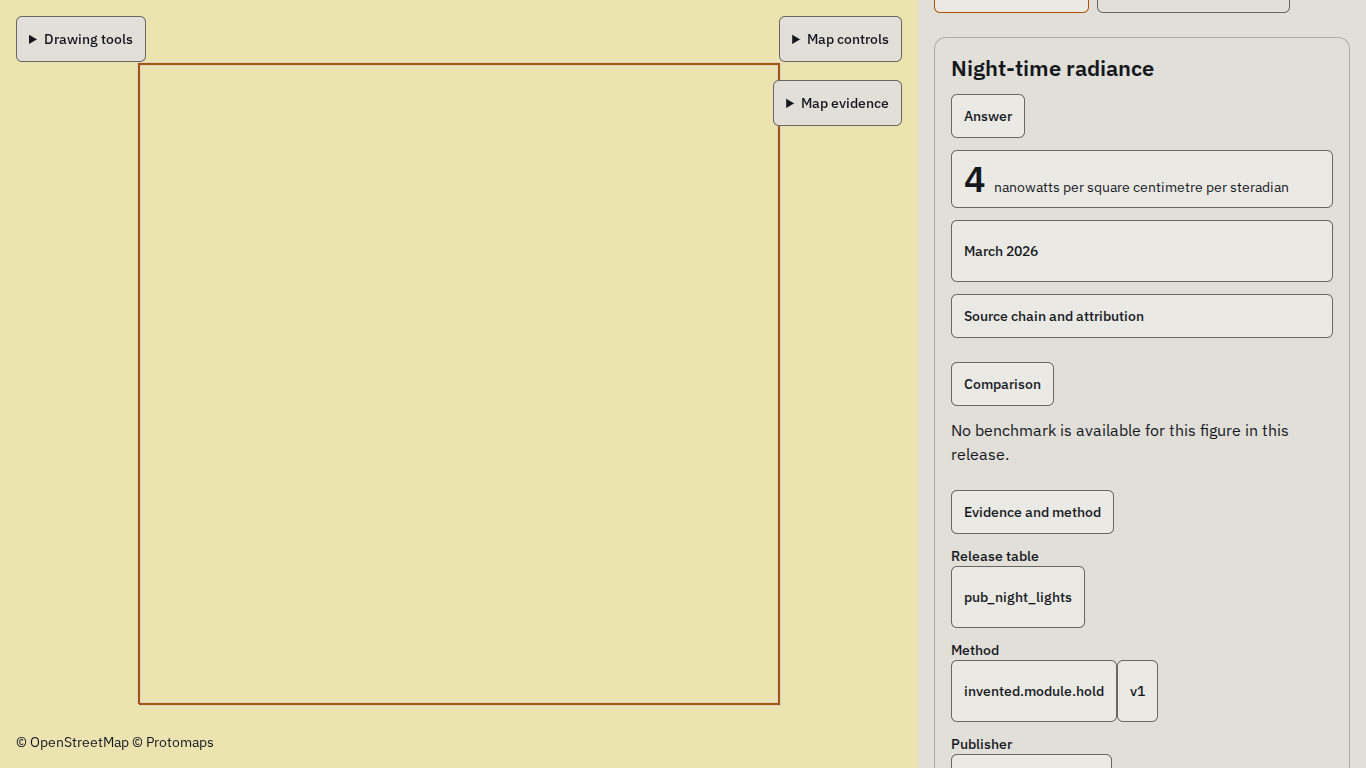 Drawing tools
Map controls
Map evidence
© OpenStreetMap © Protomaps
Night-time radiance
Answer
4 nanowatts per square centimetre per steradian
March 2026
Source chain and attribution
Comparison
No benchmark is available for this figure in this
release.
Evidence and method
Release table
pub_night_lights
Method
invented.module.hold v1
Publisher